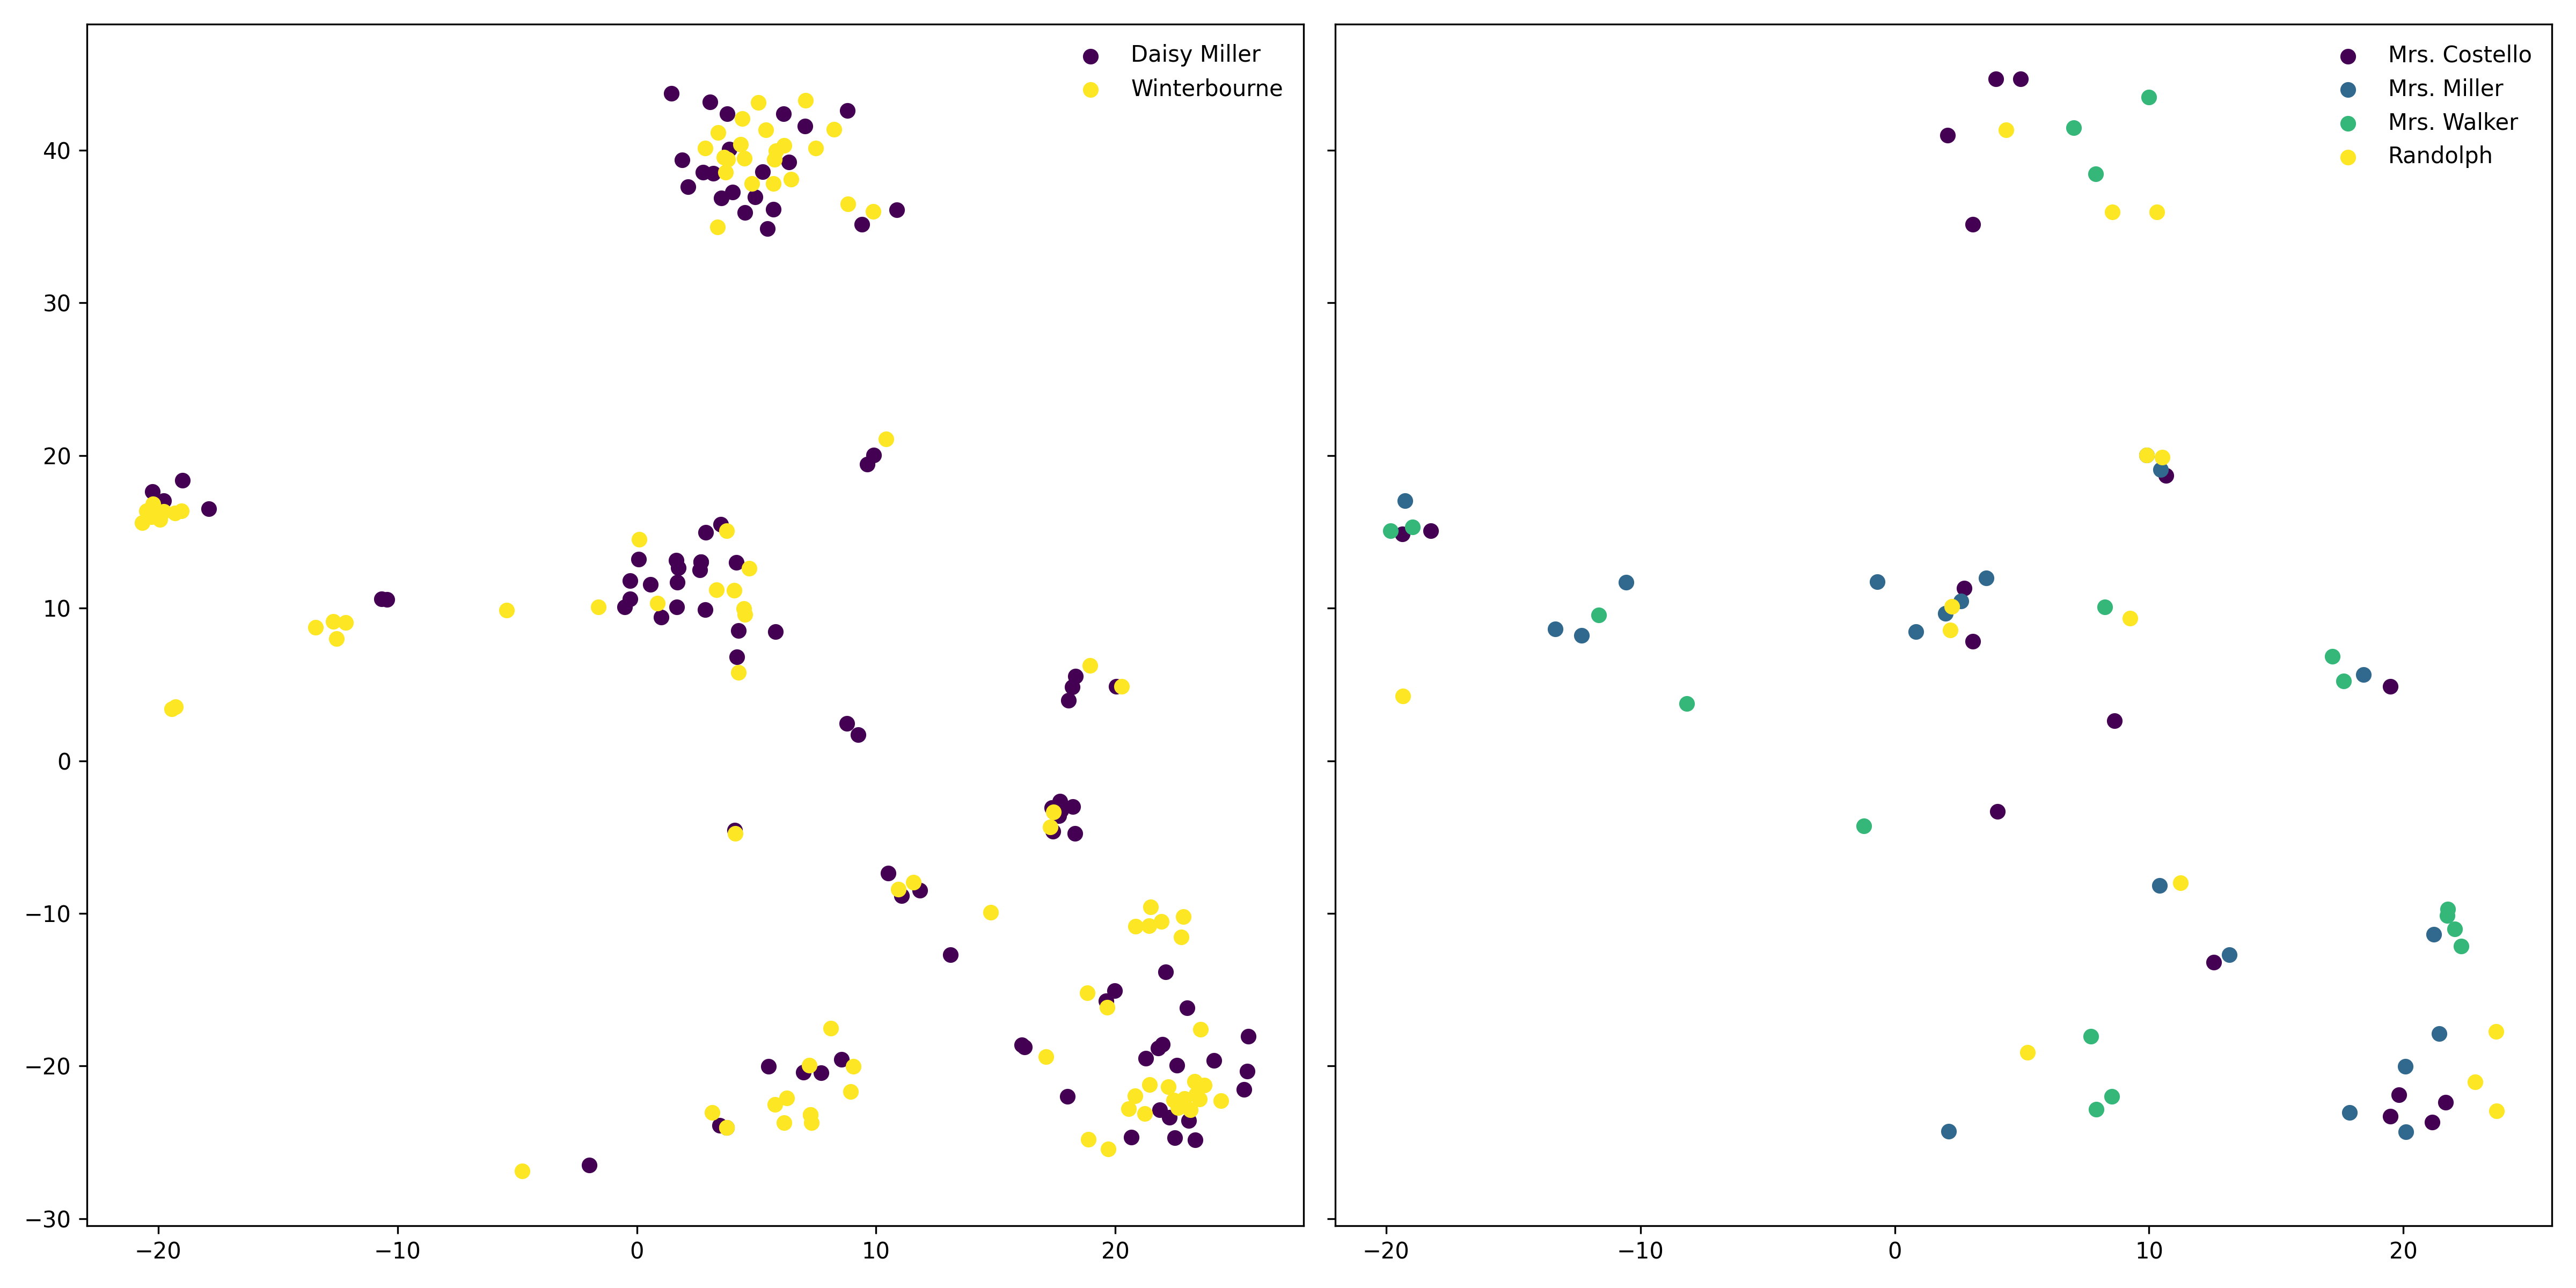 Daisy Miller
Winterbourne
40
30
20
10
0
−10
−20
−30
−20 −10 0 10 20
Mrs. Costello
Mrs. Miller
Mrs. Walker
Randolph
−20 −10 0 10 20